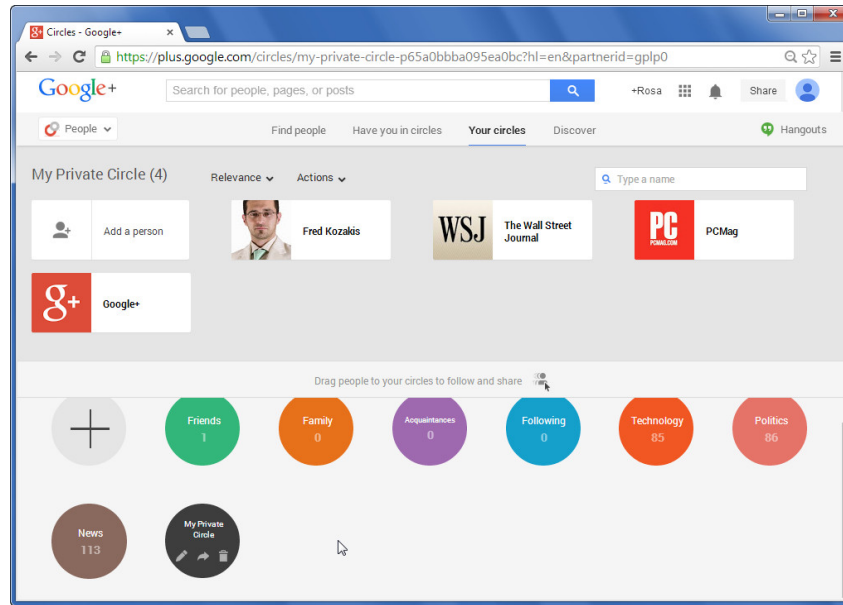 Circles - Google+
https://plus.google.com/circles/my-private-circle-p65a0bbba095ea0bc?hl=en&partnerid=gplp0
Google+
Search for people, pages, or posts
+Rosa
Share
People
Find people
Have you in circles
Your circles
Discover
Hangouts
My Private Circle (4)
Relevance
Actions
Type a name
Add a person
Fred Kozakis
WSJ
The Wall Street
Journal
PC
PCMAG.COM
PCMag
g+
Google+
Drag people to your circles to follow and share
Friends
1
Family
0
Acquaintances
0
Following
0
Technology
85
Politics
86
News
113
My Private
Circle